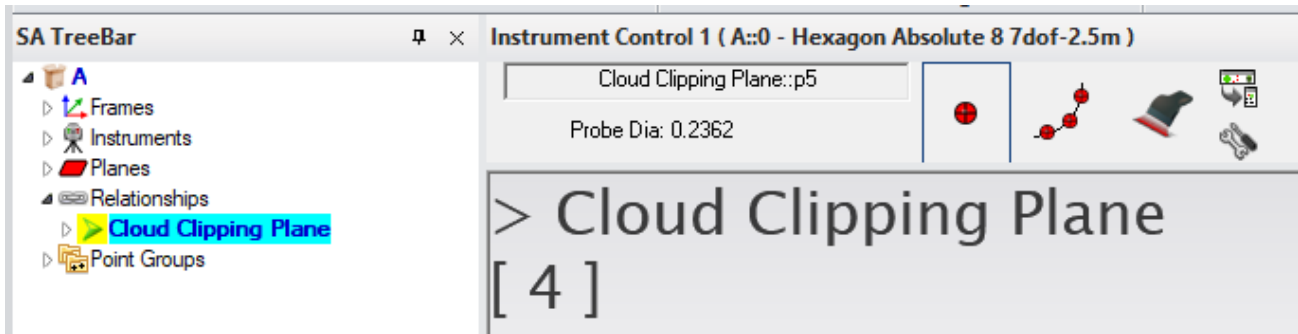 SA TreeBar
A
Frames
Instruments
Planes
Relationships
Cloud Clipping Plane
Point Groups
Instrument Control 1 ( A::0 - Hexagon Absolute 8 7dof-2.5m )
Cloud Clipping Plane::p5
Probe Dia: 0.2362
> Cloud Clipping Plane
[ 4 ]